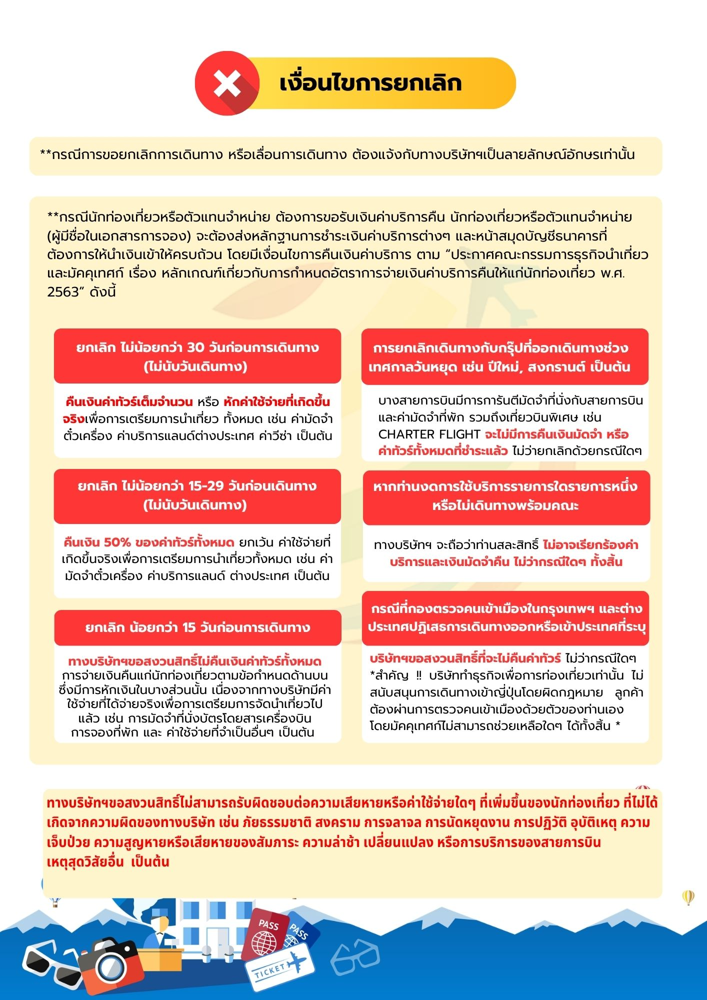 เงื่อนไขการยกเลิก
**กรณีการขอยกเลิกการเดินทาง หรือเลื่อนการเดินทาง ต้องแจ้งกับทางบริษัทฯเป็นลายลักษณ์อักษรเท่านั้น
**กรณีนักท่องเที่ยวหรือตัวแทนจำหน่าย ต้องการขอรับเงินค่าบริการคืน นักท่องเที่ยวหรือตัวแทนจำหน่าย
(ผู้มีชื่อในเอกสารการจอง) จะต้องส่งหลักฐานการชำระเงินค่าบริการต่างๆ และหน้าสมุดบัญชีธนาคารที่
ต้องการให้นำเงินเข้าให้ครบถ้วน โดยมีเงื่อนไขการคืนเงินค่าบริการ ตาม “ประกาศคณะกรรมการธุรกิจนำเที่ยว
และมัคคุเทศก์ เรื่อง หลักเกณฑ์เกี่ยวกับการกำหนดอัตราการจ่ายเงินค่าบริการคืนให้แก่นักท่องเที่ยว พ.ศ.
2563” ดังนี้
ยกเลิก ไม่น้อยกว่า 30 วันก่อนการเดินทาง
(ไม่นับวันเดินทาง)
คืนเงินค่าทัวร์เต็มจำนวน หรือ หักค่าใช้จ่ายที่เกิดขึ้น
จริงเพื่อการเตรียมการนำเที่ยว ทั้งหมด เช่น ค่ามัดจำ
ตั๋วเครื่อง ค่าบริการแลนด์ต่างประเทศ ค่าวีซ่า เป็นต้น
ยกเลิก ไม่น้อยกว่า 15-29 วันก่อนเดินทาง
(ไม่นับวันเดินทาง)
คืนเงิน 50% ของค่าทัวร์ทั้งหมด ยกเว้น ค่าใช้จ่ายที่
เกิดขึ้นจริงเพื่อการเตรียมการนำเที่ยวทั้งหมด เช่น ค่า
มัดจำตั๋วเครื่อง ค่าบริการแลนด์ ต่างประเทศ เป็นต้น
ยกเลิก น้อยกว่า 15 วันก่อนการเดินทาง
ทางบริษัทฯขอสงวนสิทธิ์ไม่คืนเงินค่าทัวร์ทั้งหมด
การจ่ายเงินคืนแก่นักท่องเที่ยวตามข้อกำหนดด้านบน
ซึ่งมีการหักเงินในบางส่วนนั้น เนื่องจากทางบริษัทมีค่า
ใช้จ่ายที่ได้จ่ายจริงเพื่อการเตรียมการจัดนำเที่ยวไป
แล้ว เช่น การมัดจำที่นั่งบัตรโดยสารเครื่องบิน
การจองที่พัก และ ค่าใช้จ่ายที่จำเป็นอื่นๆ เป็นต้น
การยกเลิกเดินทางกับกรุ๊ปที่ออกเดินทางช่วง
เทศกาลวันหยุด เช่น ปีใหม่, สงกรานต์ เป็นต้น
บางสายการบินมีการการันตีมัดจำที่นั่งกับสายการบิน
และค่ามัดจำที่พัก รวมถึงเที่ยวบินพิเศษ เช่น
CHARTER FLIGHT จะไม่มีการคืนเงินมัดจำ หรือ
ค่าทัวร์ทั้งหมดที่ชำระแล้ว ไม่ว่ายกเลิกด้วยกรณีใดๆ
หากท่านงดการใช้บริการรายการใดรายการหนึ่ง
หรือไม่เดินทางพร้อมคณะ
ทางบริษัทฯ จะถือว่าท่านสละสิทธิ์ ไม่อาจเรียกร้องค่า
บริการและเงินมัดจำคืน ไม่ว่ากรณีใดๆ ทั้งสิ้น
กรณีที่กองตรวจคนเข้าเมืองในกรุงเทพฯ และต่าง
ประเทศปฏิเสธการเดินทางออกหรือเข้าประเทศที่ระบุ
บริษัทฯขอสงวนสิทธิ์ที่จะไม่คืนค่าทัวร์ ไม่ว่ากรณีใดๆ
*สำคัญ !! บริษัททำธุรกิจเพื่อการท่องเที่ยวเท่านั้น ไม่
สนับสนุนการเดินทางเข้าญี่ปุ่นโดยผิดกฎหมาย ลูกค้า
ต้องผ่านการตรวจคนเข้าเมืองด้วยตัวของท่านเอง
โดยมัคคุเทศก์ไม่สามารถช่วยเหลือใดๆ ได้ทั้งสิ้น *
ทางบริษัทฯขอสงวนสิทธิ์ไม่สามารถรับผิดชอบต่อความเสียหายหรือค่าใช้จ่ายใดๆ ที่เพิ่มขึ้นของนักท่องเที่ยว ที่ไม่ได้
เกิดจากความผิดของทางบริษัท เช่น ภัยธรรมชาติ สงคราม การจลาจล การนัดหยุดงาน การปฏิวัติ อุบัติเหตุ ความ
เจ็บป่วย ความสูญหายหรือเสียหายของสัมภาระ ความล่าช้า เปลี่ยนแปลง หรือการบริการของสายการบิน
เหตุสุดวิสัยอื่น เป็นต้น
PASS
PASS
TICKET